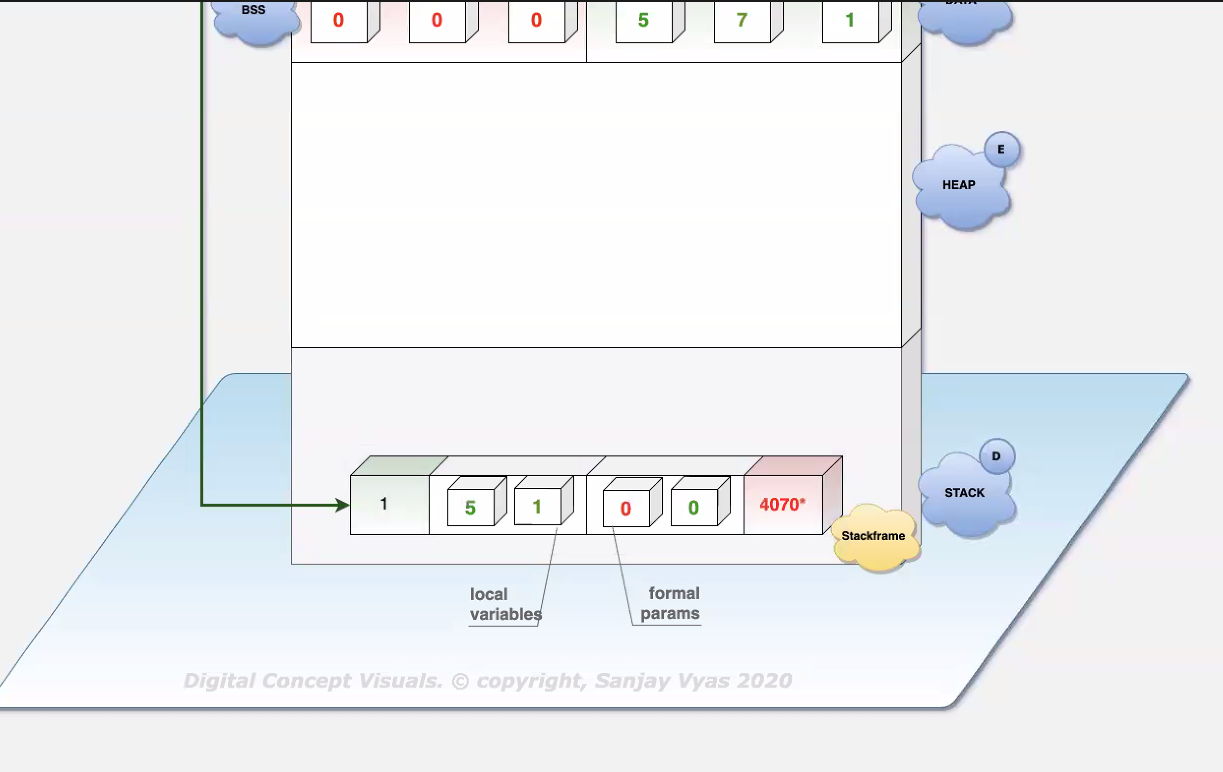 BSS
0 0 0 5 7 1
DATA
E
HEAP
D
STACK
1 5 1 0 0 4070*
Stackframe
local
variables
formal
params
Digital Concept Visuals. © copyright, Sanjay Vyas 2020